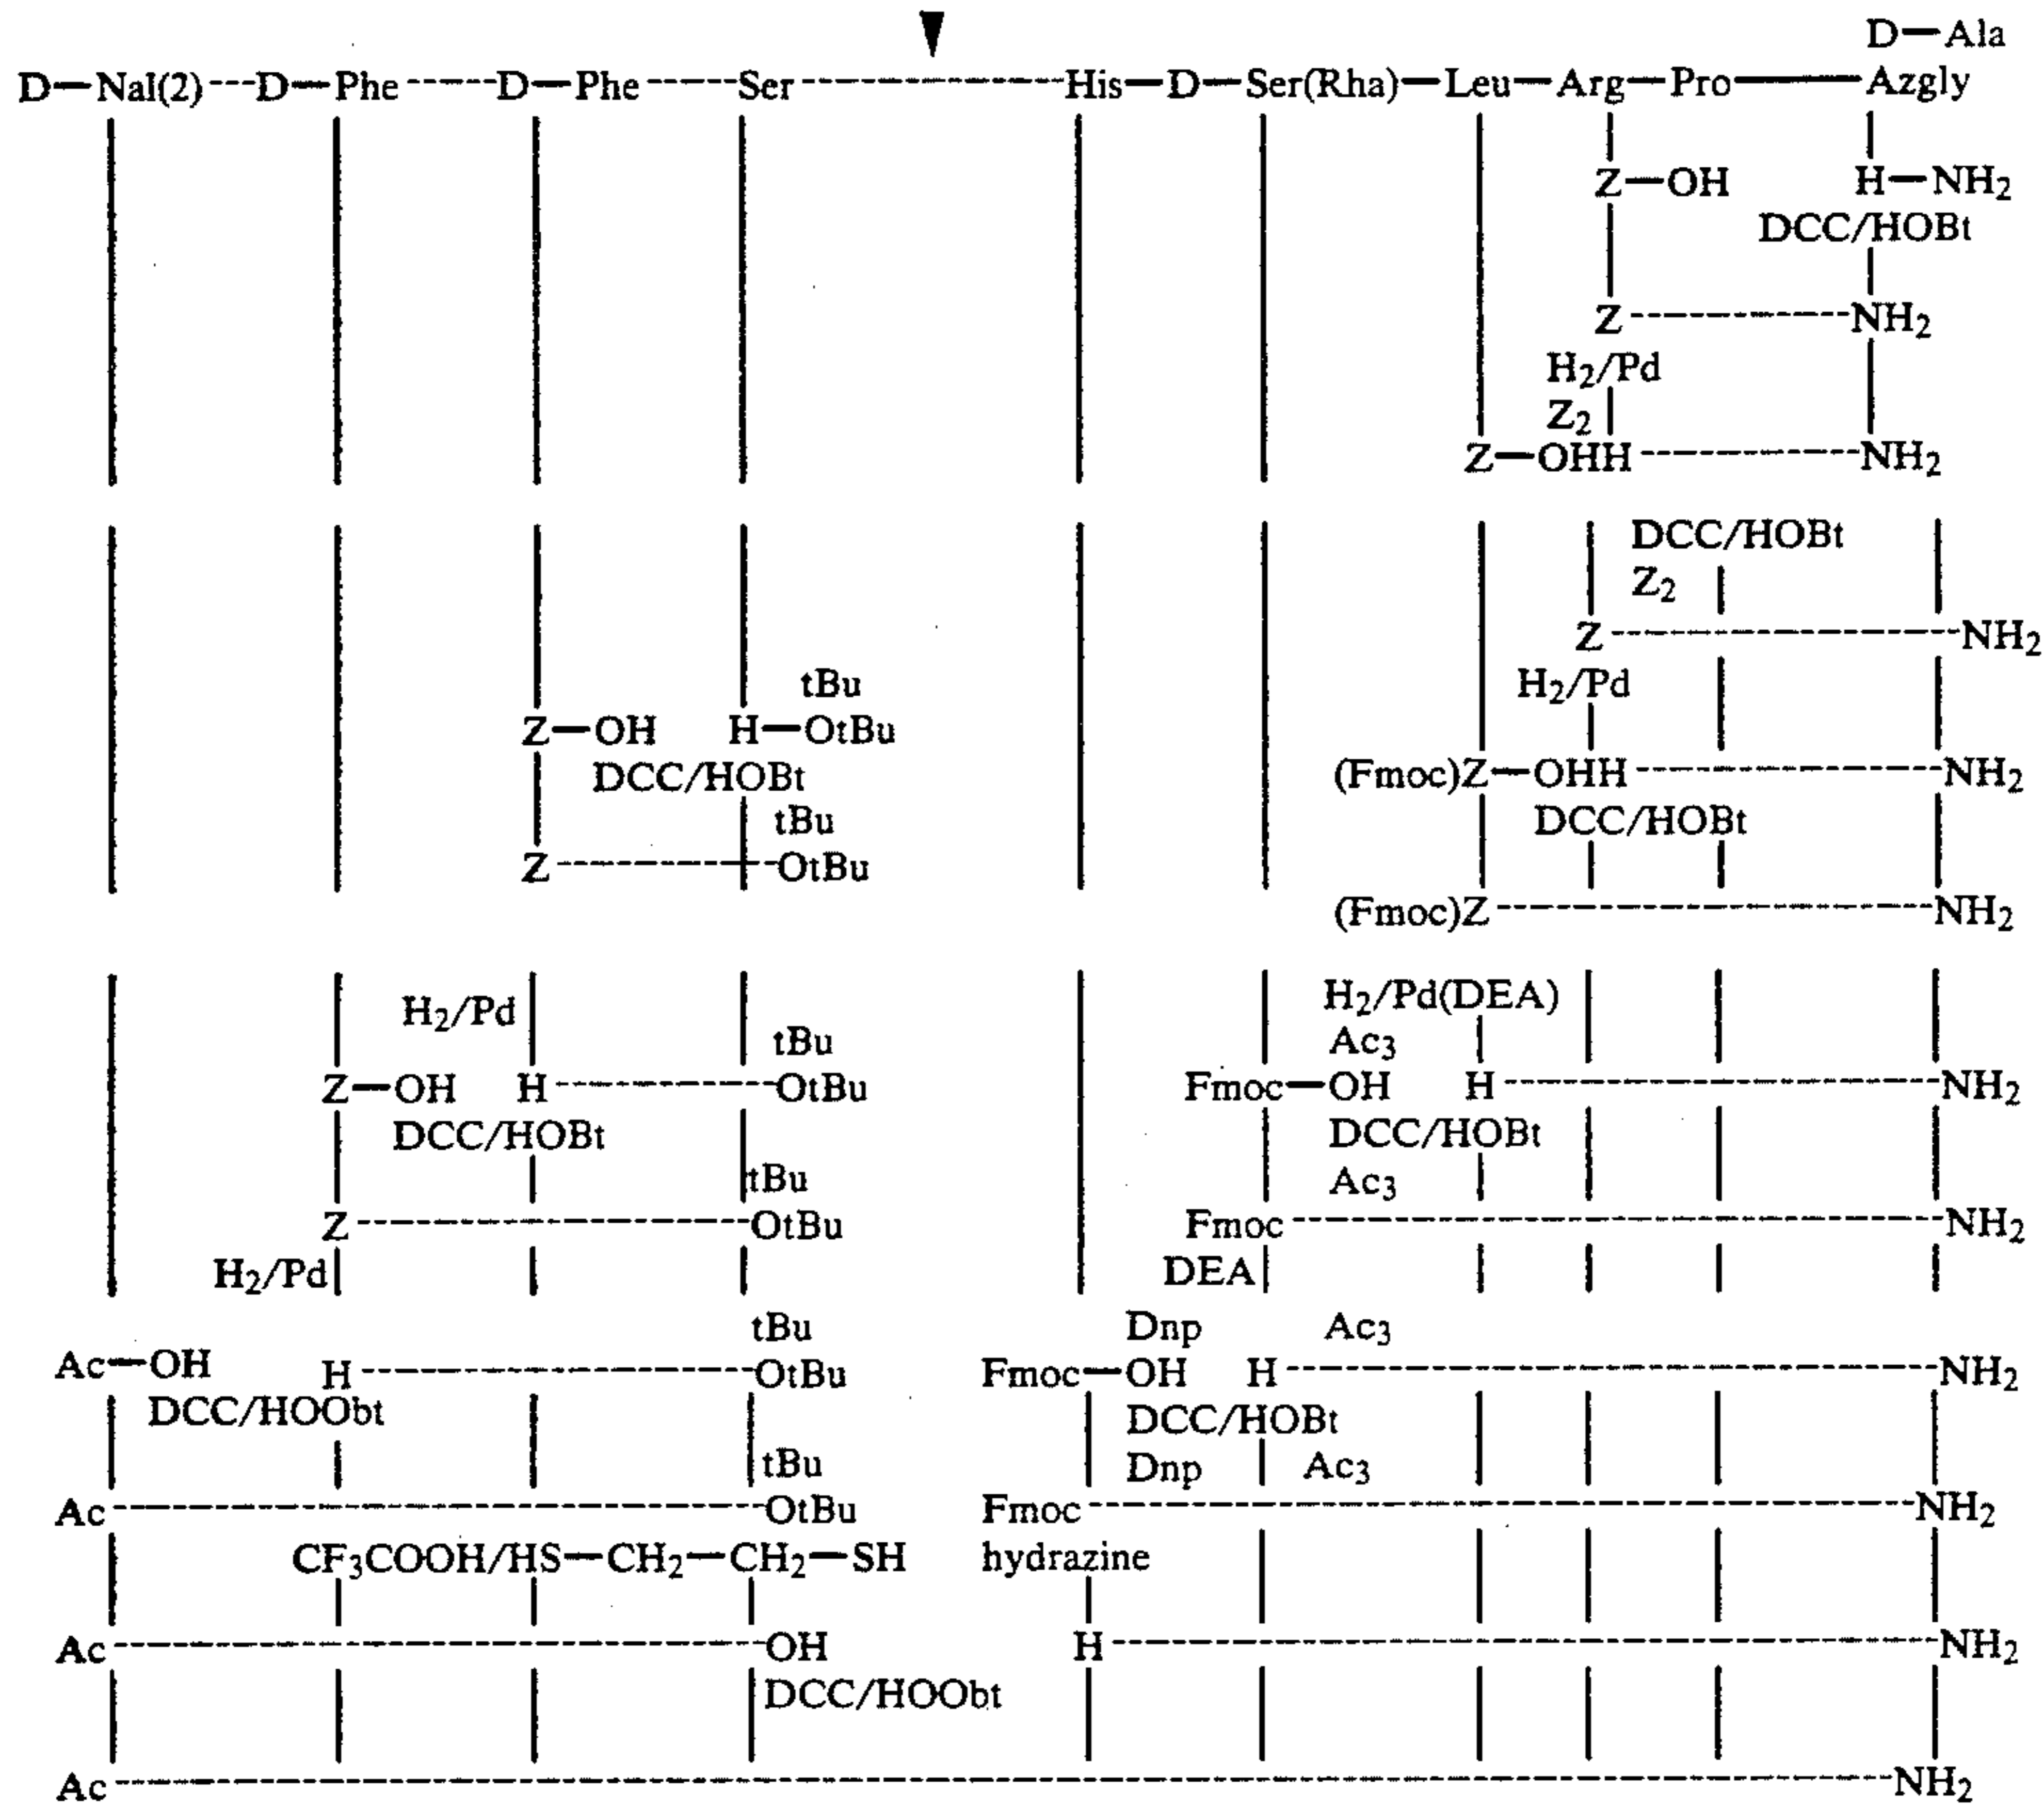 D—Ala
D—Nal(2)---D—Phe------D—Phe------Ser------------His—D—Ser(Rha)—Leu—Arg—Pro——Azgly
Z—OH H—NH2
DCC/HOBt
Z------------NH2
H2/Pd
Z2
Z—OHH------------NH2
DCC/HOBt
Z2
Z------------NH2
tBu H2/Pd
Z—OH H—OtBu
DCC/HOBt (Fmoc)Z—OHH------------NH2
tBu DCC/HOBt
Z------------OtBu
(Fmoc)Z------------NH2
H2/Pd H2/Pd(DEA)
tBu Ac3
Z—OH H------------OtBu Fmoc—OH H------------NH2
DCC/HOBt DCC/HOBt
tBu Ac3
Z------------OtBu Fmoc------------NH2
H2/Pd DEA
tBu Dnp Ac3
Ac—OH H------------OtBu Fmoc—OH H------------NH2
DCC/HOObt DCC/HOBt
tBu Dnp Ac3
Ac------------OtBu Fmoc------------NH2
CF3COOH/HS—CH2—CH2—SH hydrazine
Ac------------OH H------------NH2
DCC/HOObt
Ac------------NH2